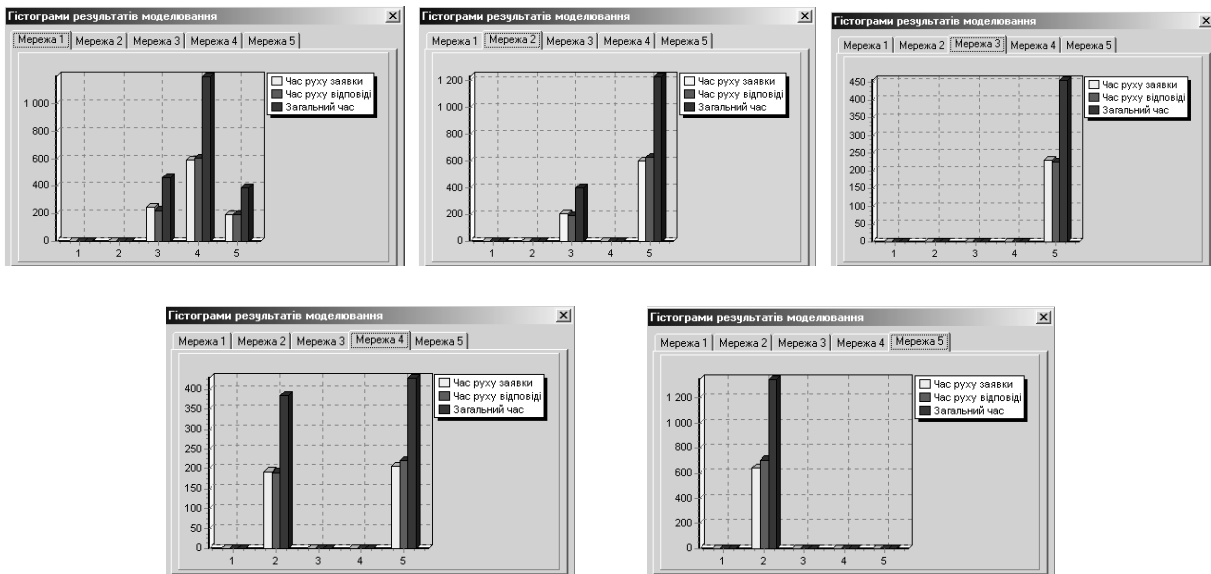 Гістограми результатів моделювання
Мережа 1 Мережа 2 Мережа 3 Мережа 4 Мережа 5
Час руху заявки
Час руху відповіді
Загальний час
1 000
800
600
400
200
0
1 2 3 4 5
Гістограми результатів моделювання
Мережа 1 Мережа 2 Мережа 3 Мережа 4 Мережа 5
Час руху заявки
Час руху відповіді
Загальний час
1 200
1 000
800
600
400
200
0
1 2 3 4 5
Гістограми результатів моделювання
Мережа 1 Мережа 2 Мережа 3 Мережа 4 Мережа 5
Час руху заявки
Час руху відповіді
Загальний час
450
400
350
300
250
200
150
100
50
0
1 2 3 4 5
Гістограми результатів моделювання
Мережа 1 Мережа 2 Мережа 3 Мережа 4 Мережа 5
Час руху заявки
Час руху відповіді
Загальний час
400
350
300
250
200
150
100
50
0
1 2 3 4 5
Гістограми результатів моделювання
Мережа 1 Мережа 2 Мережа 3 Мережа 4 Мережа 5
Час руху заявки
Час руху відповіді
Загальний час
1 200
1 000
800
600
400
200
0
1 2 3 4 5